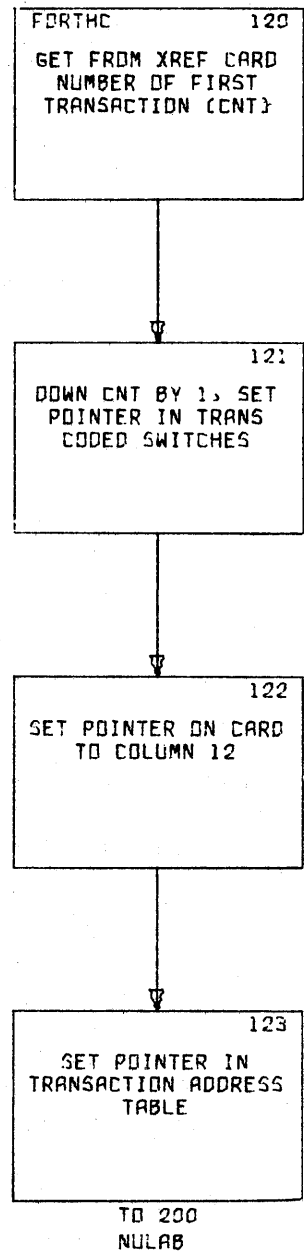 FORTHC 120
GET FROM XREF CARD
NUMBER OF FIRST
TRANSACTION (CNT}
121
DOWN CNT BY 1, SET
POINTER IN TRANS
CODED SWITCHES
122
SET POINTER ON CARD
TO COLUMN 12
123
SET POINTER IN
TRANSACTION ADDRESS
TABLE
TO 200
NULAB